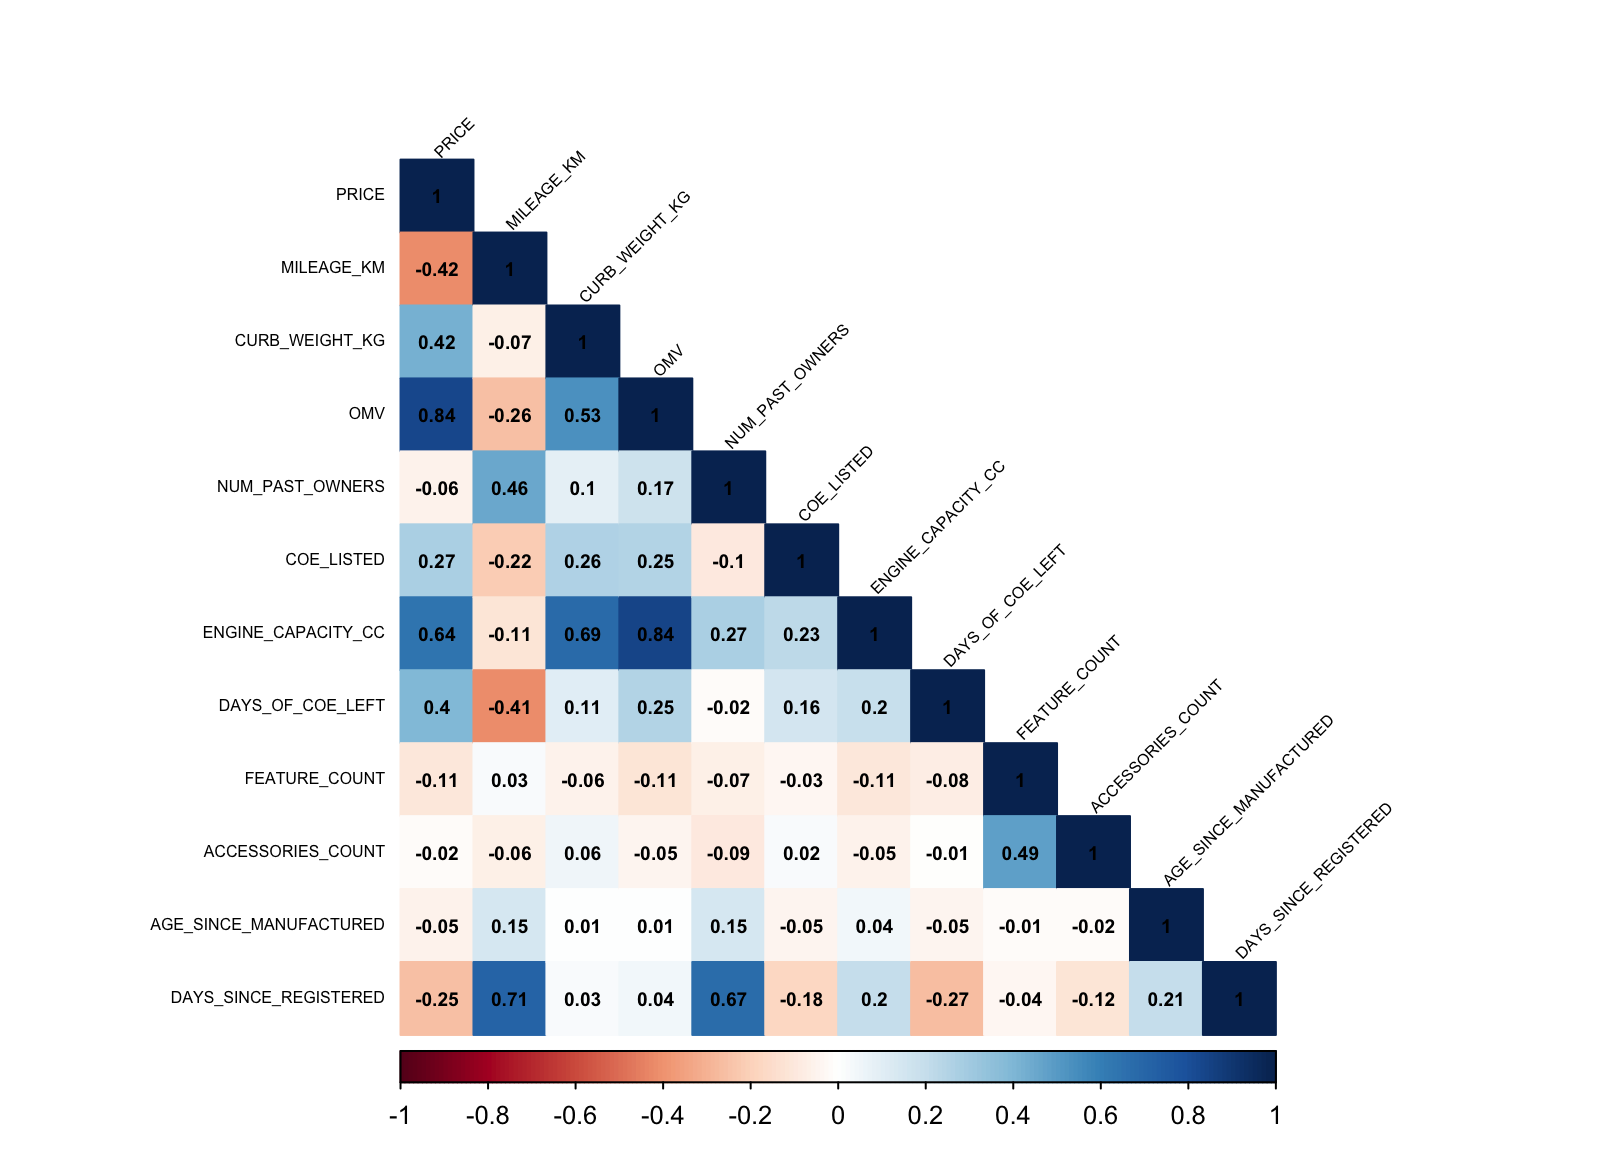 PRICE
MILEAGE_KM
CURB_WEIGHT_KG
OMV
NUM_PAST_OWNERS
COE_LISTED
ENGINE_CAPACITY_CC
DAYS_OF_COE_LEFT
FEATURE_COUNT
ACCESSORIES_COUNT
AGE_SINCE_MANUFACTURED
DAYS_SINCE_REGISTERED
PRICE 1
MILEAGE_KM -0.42 1
CURB_WEIGHT_KG 0.42 -0.07 1
OMV 0.84 -0.26 0.53 1
NUM_PAST_OWNERS -0.06 0.46 0.1 0.17 1
COE_LISTED 0.27 -0.22 0.26 0.25 -0.1 1
ENGINE_CAPACITY_CC 0.64 -0.11 0.69 0.84 0.27 0.23 1
DAYS_OF_COE_LEFT 0.4 -0.41 0.11 0.25 -0.02 0.16 0.2 1
FEATURE_COUNT -0.11 0.03 -0.06 -0.11 -0.07 -0.03 -0.11 -0.08 1
ACCESSORIES_COUNT -0.02 -0.06 0.06 -0.05 -0.09 0.02 -0.05 -0.01 0.49 1
AGE_SINCE_MANUFACTURED -0.05 0.15 0.01 0.01 0.15 -0.05 0.04 -0.05 -0.01 -0.02 1
DAYS_SINCE_REGISTERED -0.25 0.71 0.03 0.04 0.67 -0.18 0.2 -0.27 -0.04 -0.12 0.21 1
-1 -0.8 -0.6 -0.4 -0.2 0 0.2 0.4 0.6 0.8 1